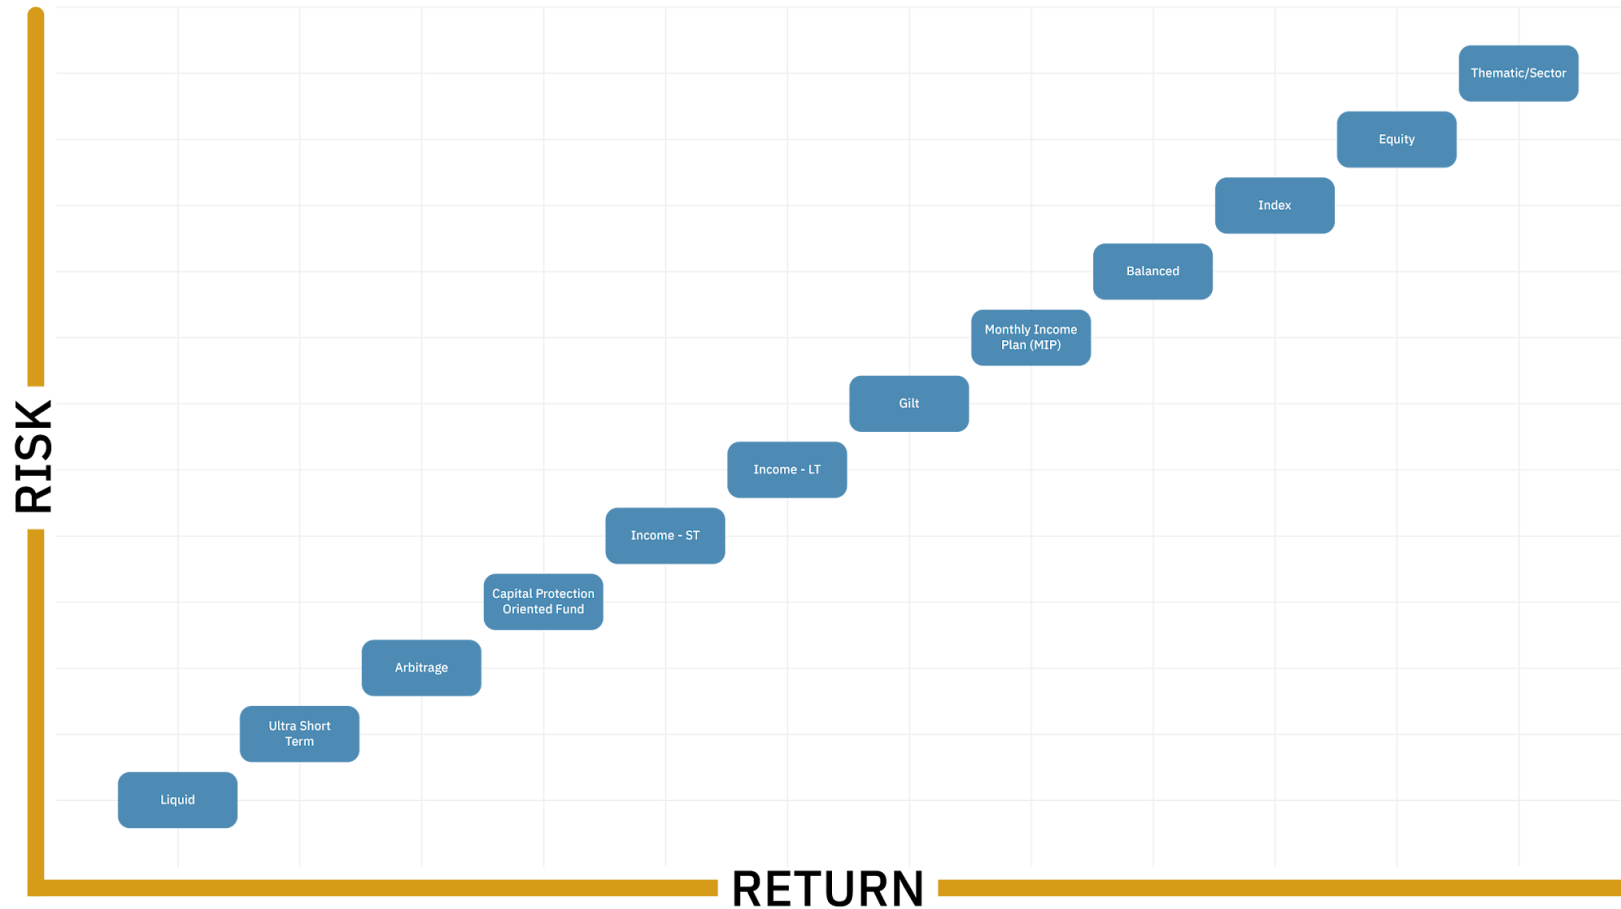 Thematic/Sector
Equity
Index
Balanced
Monthly Income
Plan (MIP)
Gilt
Income - LT
Income - ST
Capital Protection
Oriented Fund
Arbitrage
Ultra Short
Term
Liquid
RISK
RETURN